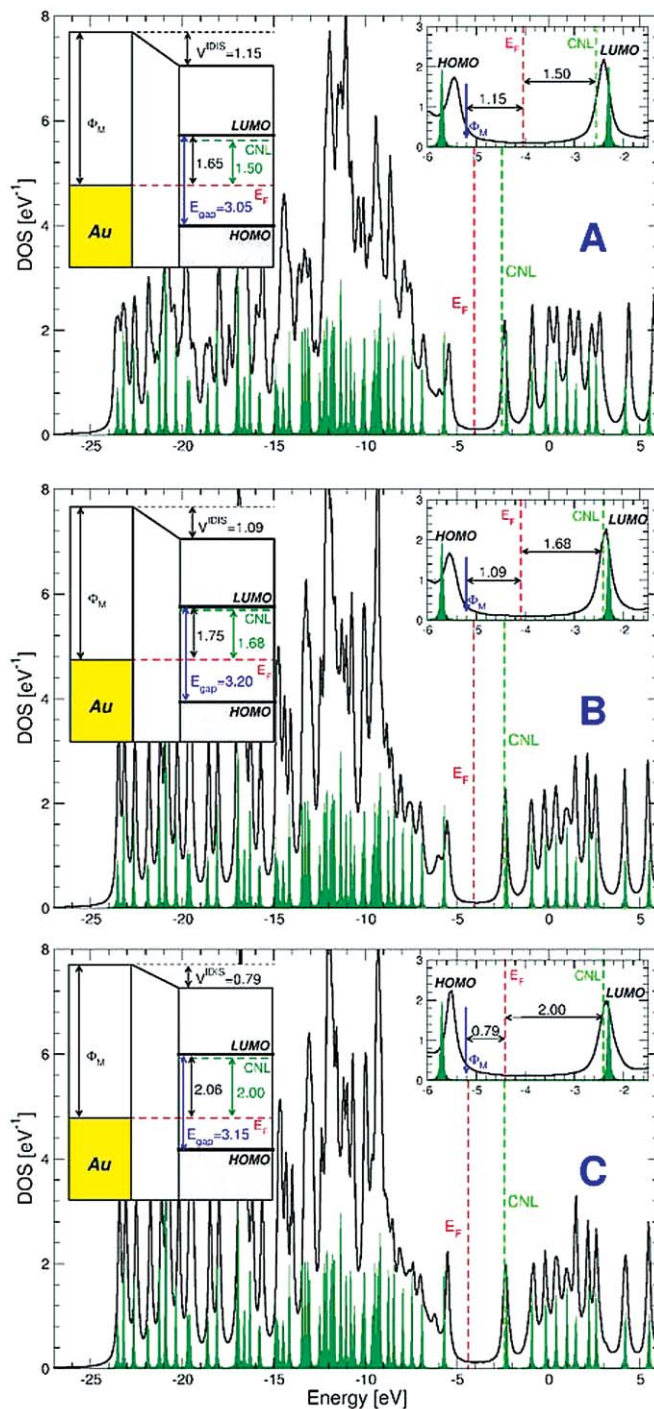 8
6
4
2
0
DOS [eV⁻¹]
V^IDIS=1.15
Φ_M
LUMO
CNL
1.65
1.50
E_F
E_gap=3.05
HOMO
Au
3
2
1
0
HOMO
E_F
CNL
LUMO
1.50
1.15
Φ_M
-6
-5
-4
-3
-2
A
CNL
E_F
-25
-20
-15
-10
-5
0
5
8
6
4
2
0
DOS [eV⁻¹]
V^IDIS=1.09
Φ_M
LUMO
CNL
1.75
1.68
E_F
E_gap=3.20
HOMO
Au
3
2
1
0
HOMO
E_F
CNL
LUMO
1.68
1.09
Φ_M
-6
-5
-4
-3
-2
B
CNL
E_F
-25
-20
-15
-10
-5
0
5
8
6
4
2
0
DOS [eV⁻¹]
V^IDIS=0.79
Φ_M
LUMO
CNL
2.06
2.00
E_F
E_gap=3.15
HOMO
Au
3
2
1
0
HOMO
E_F
CNL
LUMO
2.00
0.79
Φ_M
-6
-5
-4
-3
-2
C
CNL
E_F
-25
-20
-15
-10
-5
0
5
Energy [eV]